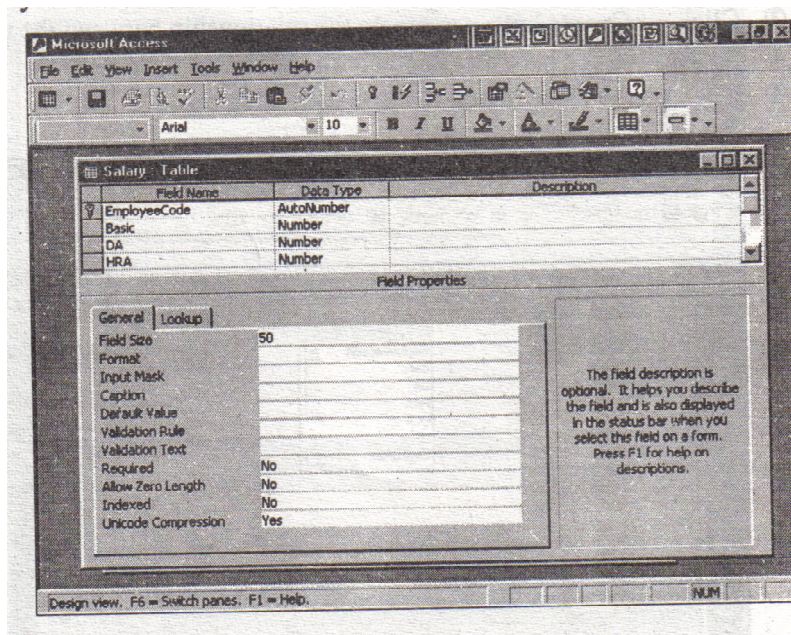 Microsoft Access
File Edit View Insert Tools Window Help
Arial 10 B I U
Salary Table
Field Name Data Type Description
EmployeeCode AutoNumber
Basic Number
DA Number
HRA Number
Field Properties
General Lookup
Field Size 50
Format
Input Mask
Caption
Default Value
Validation Rule
Validation Text
Required No
Allow Zero Length No
Indexed No
Unicode Compression Yes
The field description is
optional. It helps you describe
the field and is also displayed
in the status bar when you
select this field on a form.
Press F1 for help on
descriptions.
Design view. F6 = Switch panes. F1 = Help. NUM